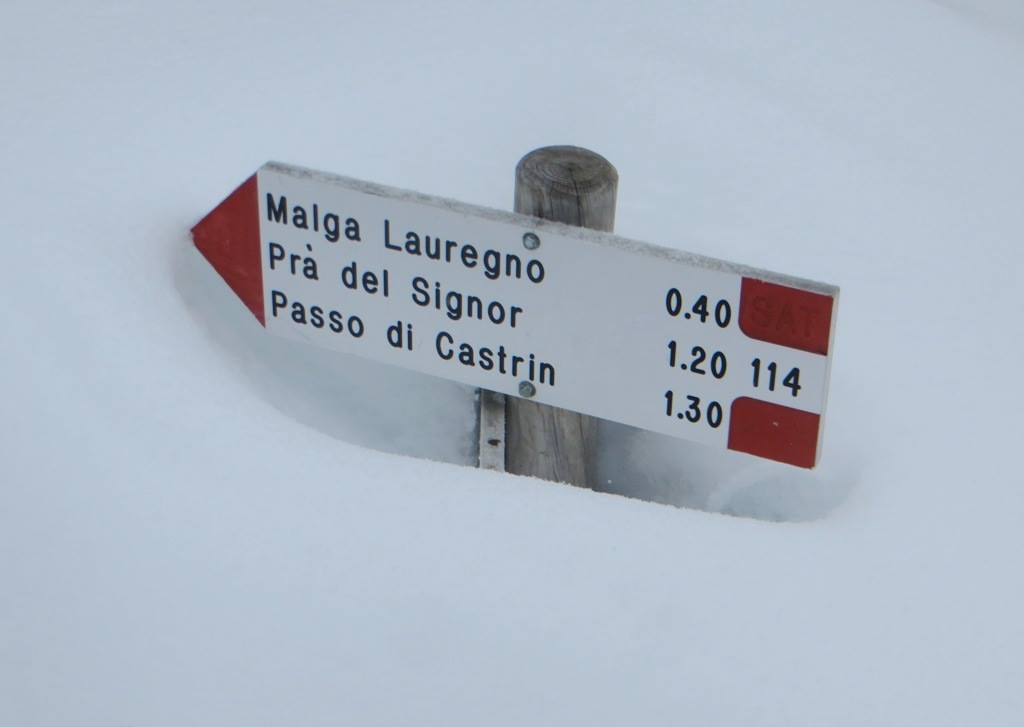 Malga Lauregno 0.40 SAT
Prà del Signor 1.20 114
Passo di Castrin 1.30